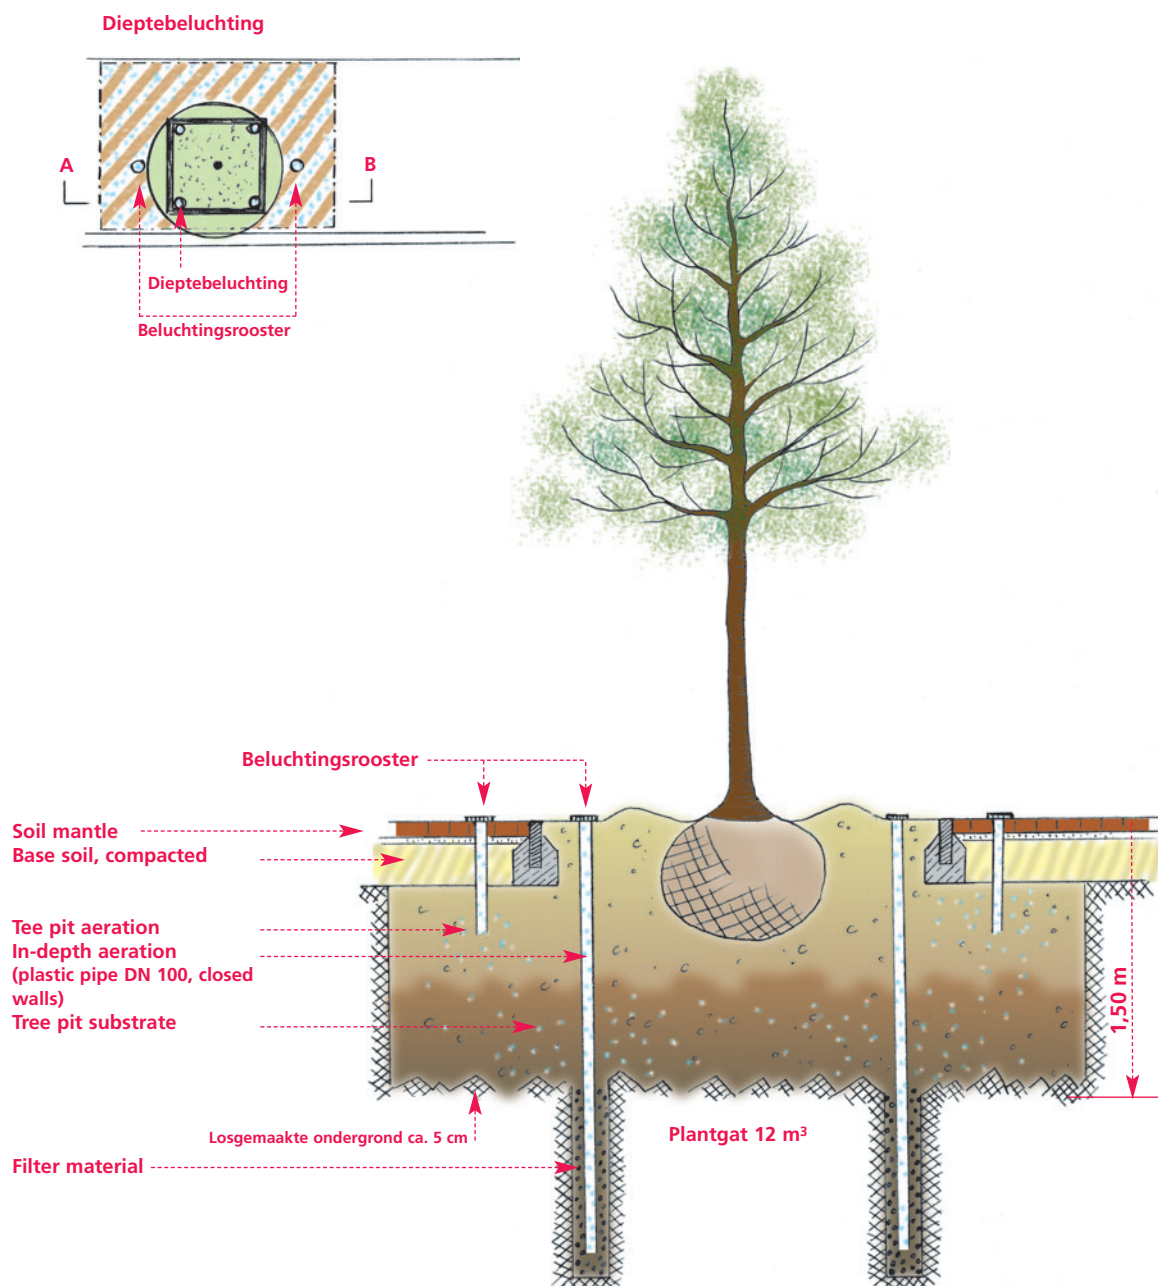 Dieptebeluchting
A
B
Dieptebeluchting
Beluchtingsrooster
Beluchtingsrooster
Soil mantle
Base soil, compacted
Tee pit aeration
In-depth aeration
(plastic pipe DN 100, closed
walls)
Tree pit substrate
1,50 m
Losgemaakte ondergrond ca. 5 cm
Plantgat 12 m³
Filter material